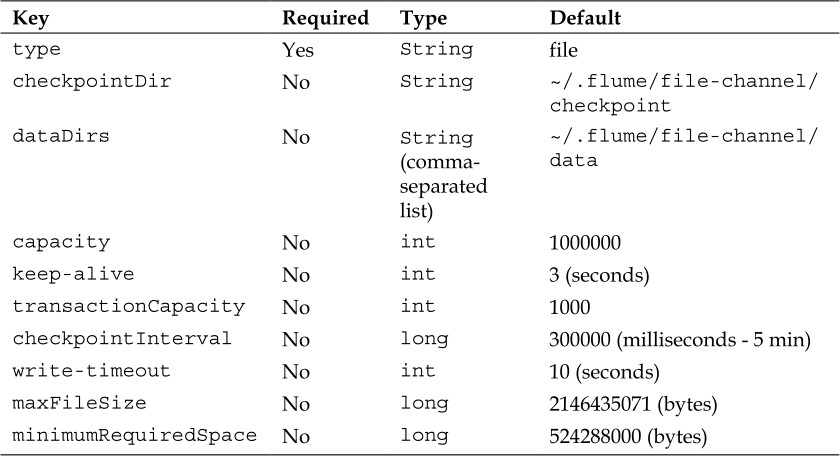 Key Required Type Default
type Yes String file
checkpointDir No String ~/.flume/file-channel/
checkpoint
dataDirs No String ~/.flume/file-channel/
(comma- data
separated
list)
capacity No int 1000000
keep-alive No int 3 (seconds)
transactionCapacity No int 1000
checkpointInterval No long 300000 (milliseconds - 5 min)
write-timeout No int 10 (seconds)
maxFileSize No long 2146435071 (bytes)
minimumRequiredSpace No long 524288000 (bytes)